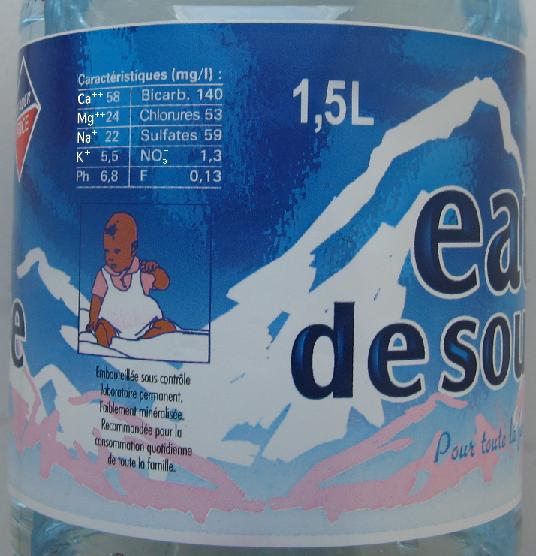 Caractéristiques (mg/l) :
Ca++ 58 Bicarb. 140
Mg++ 24 Chlorures 53
Na+ 22 Sulfates 59
K+ 5,5 NO3- 1,3
Ph 6,8 F 0,13
1,5L
eau
de sou
e
Embouteillée sous contrôle
laboratoire permanent.
Faiblement minéralisée.
Recommandée pour la
consommation quotidienne
de toute la famille.
Pour toute la